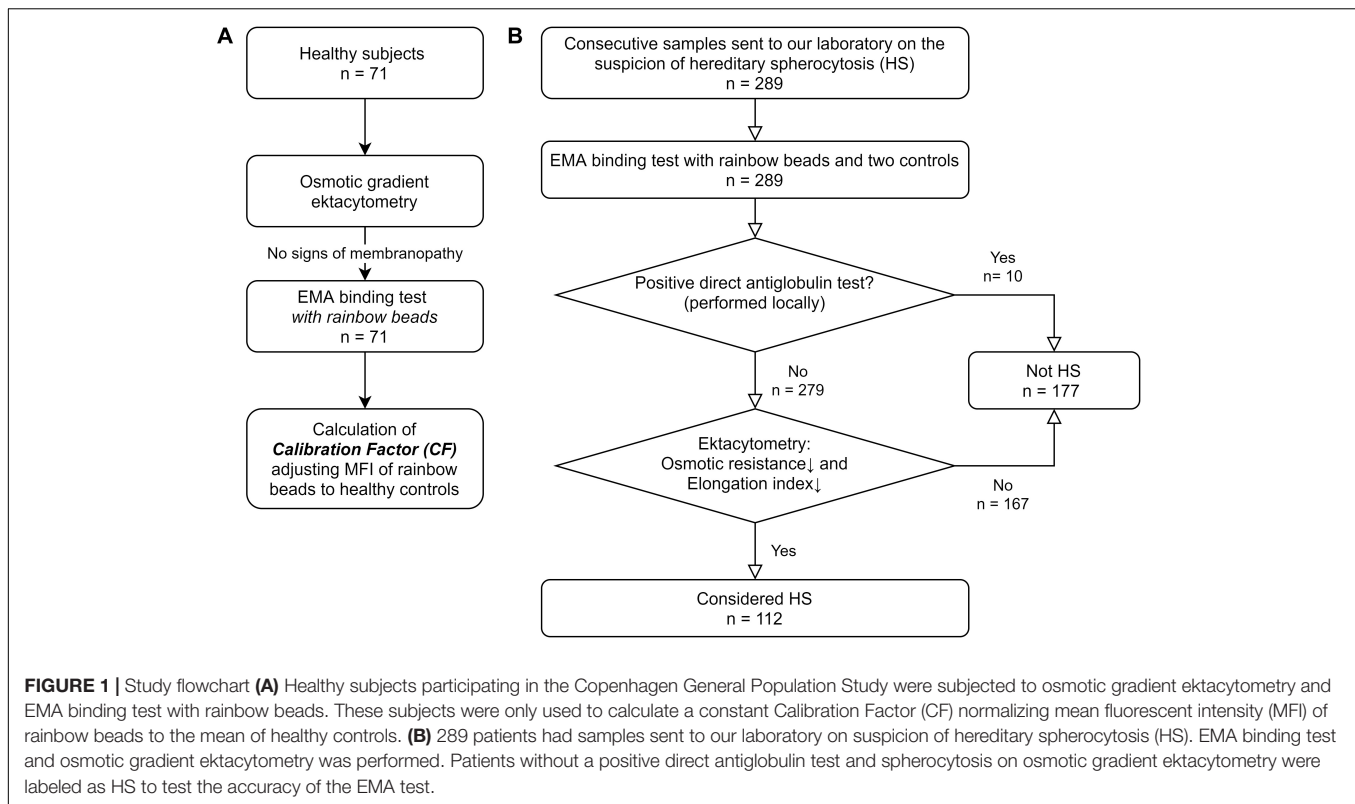 A
Healthy subjects
n = 71
Osmotic gradient
ektacytometry
No signs of membranopathy
EMA binding test
with rainbow beads
n = 71
Calculation of
Calibration Factor (CF)
adjusting MFI of rainbow
beads to healthy controls
B
Consecutive samples sent to our laboratory on the
suspicion of hereditary spherocytosis (HS)
n = 289
EMA binding test with rainbow beads and two controls
n = 289
Positive direct antiglobulin test?
(performed locally)
Yes
n= 10
No
n = 279
Not HS
n = 177
Ektacytometry:
Osmotic resistance↓ and
Elongation index↓
No
n = 167
Yes
Considered HS
n = 112
FIGURE 1 | Study flowchart (A) Healthy subjects participating in the Copenhagen General Population Study were subjected to osmotic gradient ektacytometry and
EMA binding test with rainbow beads. These subjects were only used to calculate a constant Calibration Factor (CF) normalizing mean fluorescent intensity (MFI) of
rainbow beads to the mean of healthy controls. (B) 289 patients had samples sent to our laboratory on suspicion of hereditary spherocytosis (HS). EMA binding test
and osmotic gradient ektacytometry was performed. Patients without a positive direct antiglobulin test and spherocytosis on osmotic gradient ektacytometry were
labeled as HS to test the accuracy of the EMA test.